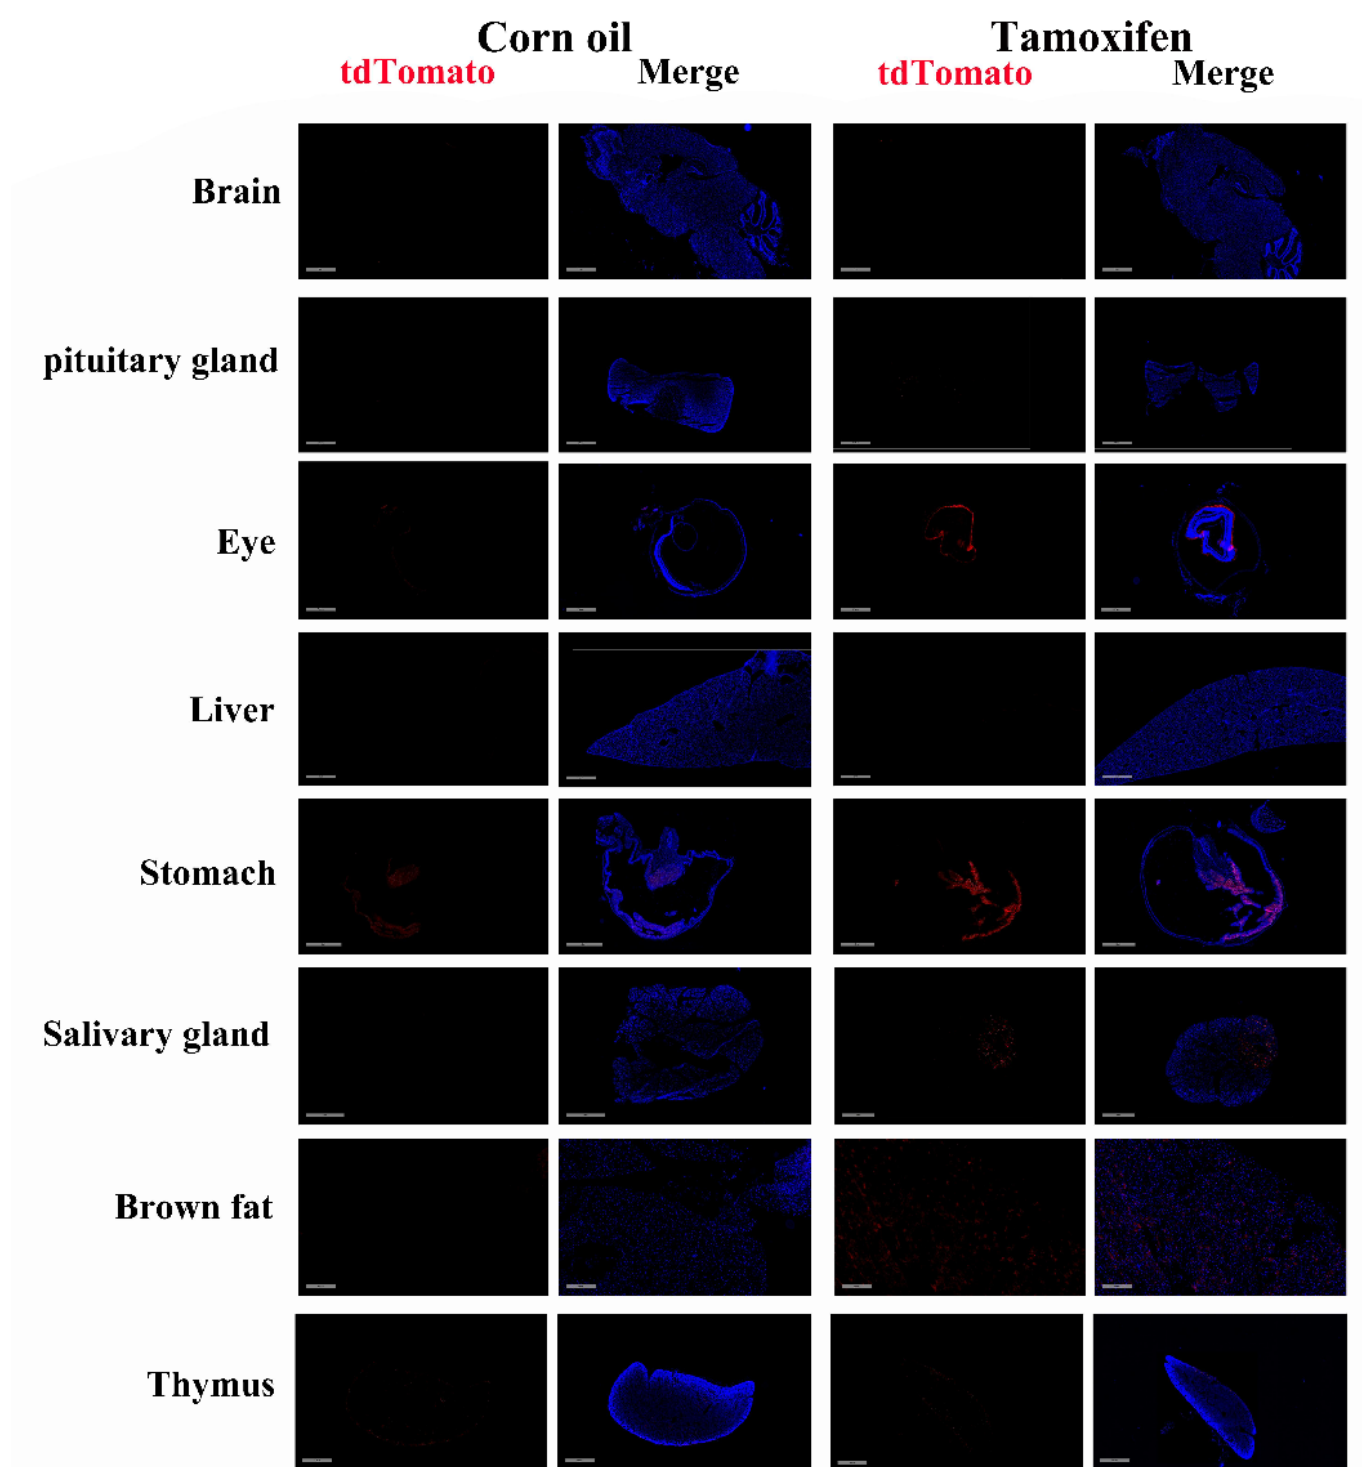 Corn oil Tamoxifen
tdTomato Merge tdTomato Merge
Brain
pituitary gland
Eye
Liver
Stomach
Salivary gland
Brown fat
Thymus